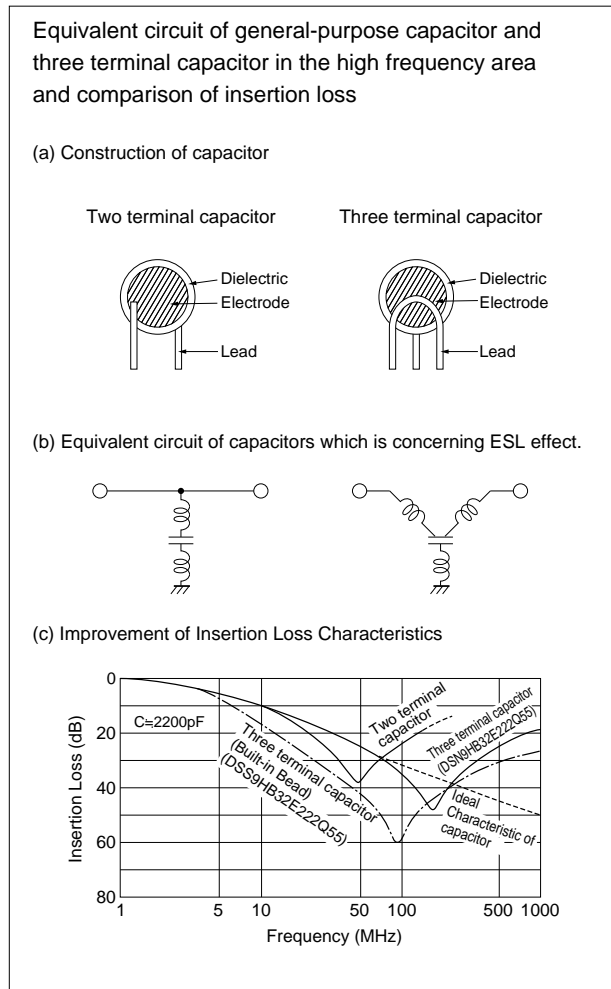 Equivalent circuit of general-purpose capacitor and
three terminal capacitor in the high frequency area
and comparison of insertion loss
(a) Construction of capacitor
Two terminal capacitor
Three terminal capacitor
Dielectric
Electrode
Lead
Dielectric
Electrode
Lead
(b) Equivalent circuit of capacitors which is concerning ESL effect.
(c) Improvement of Insertion Loss Characteristics
Insertion Loss (dB)
0
20
40
60
80
C≒2200pF
Three terminal capacitor
(Built-in Bead)
(DSS9HB32E222Q55)
Two terminal
capacitor
Three terminal capacitor
(DSN9HB32E222Q55)
Ideal
Characteristic of
capacitor
1
5
10
50
100
500
1000
Frequency (MHz)